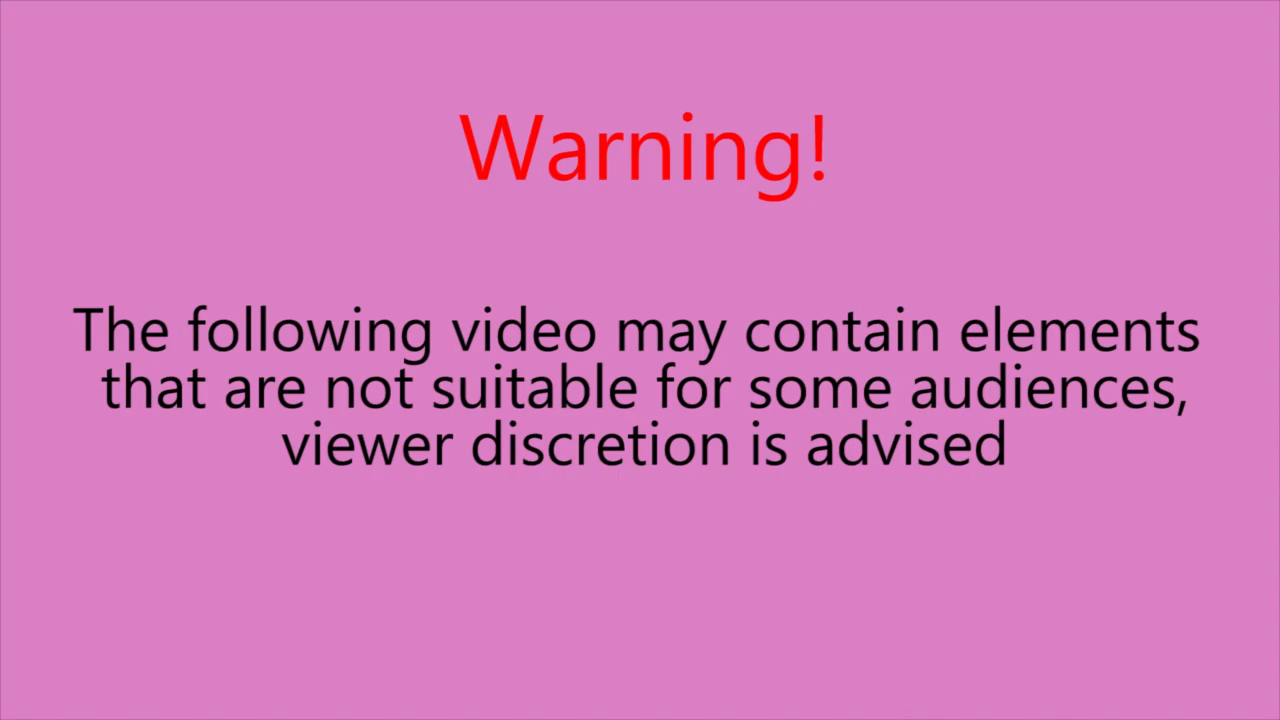 Warning!
The following video may contain elements
that are not suitable for some audiences,
viewer discretion is advised